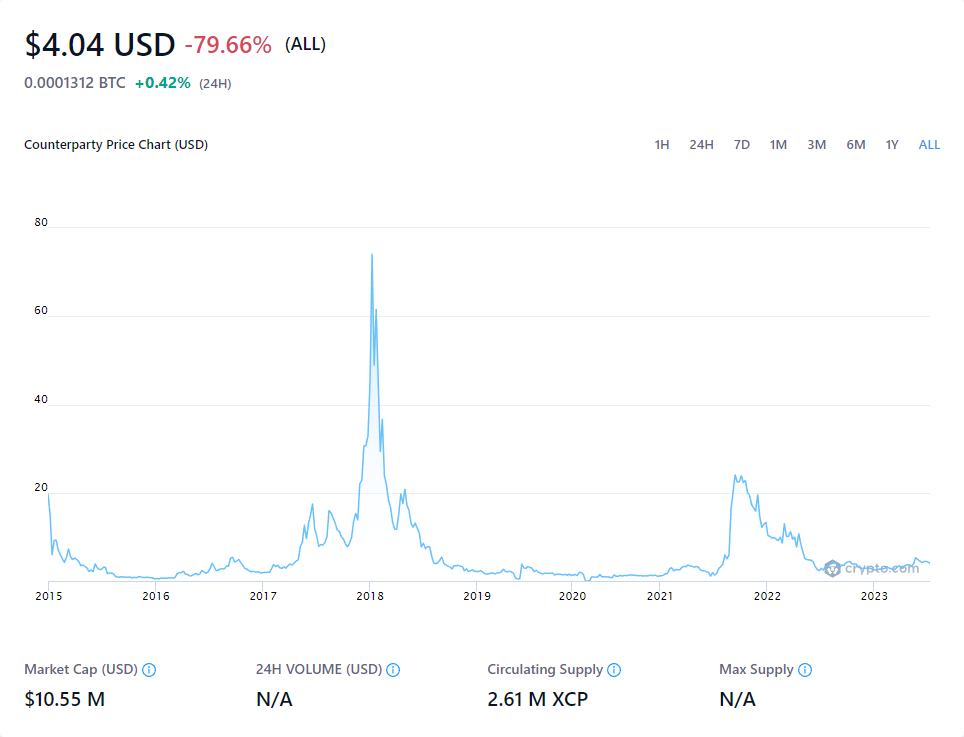 $4.04 USD -79.66% (ALL)
0.0001312 BTC +0.42% (24H)
Counterparty Price Chart (USD) 1H 24H 7D 1M 3M 6M 1Y ALL
80
60
40
20
crypto.com
2015 2016 2017 2018 2019 2020 2021 2022 2023
Market Cap (USD) 24H VOLUME (USD) Circulating Supply Max Supply
$10.55 M N/A 2.61 M XCP N/A